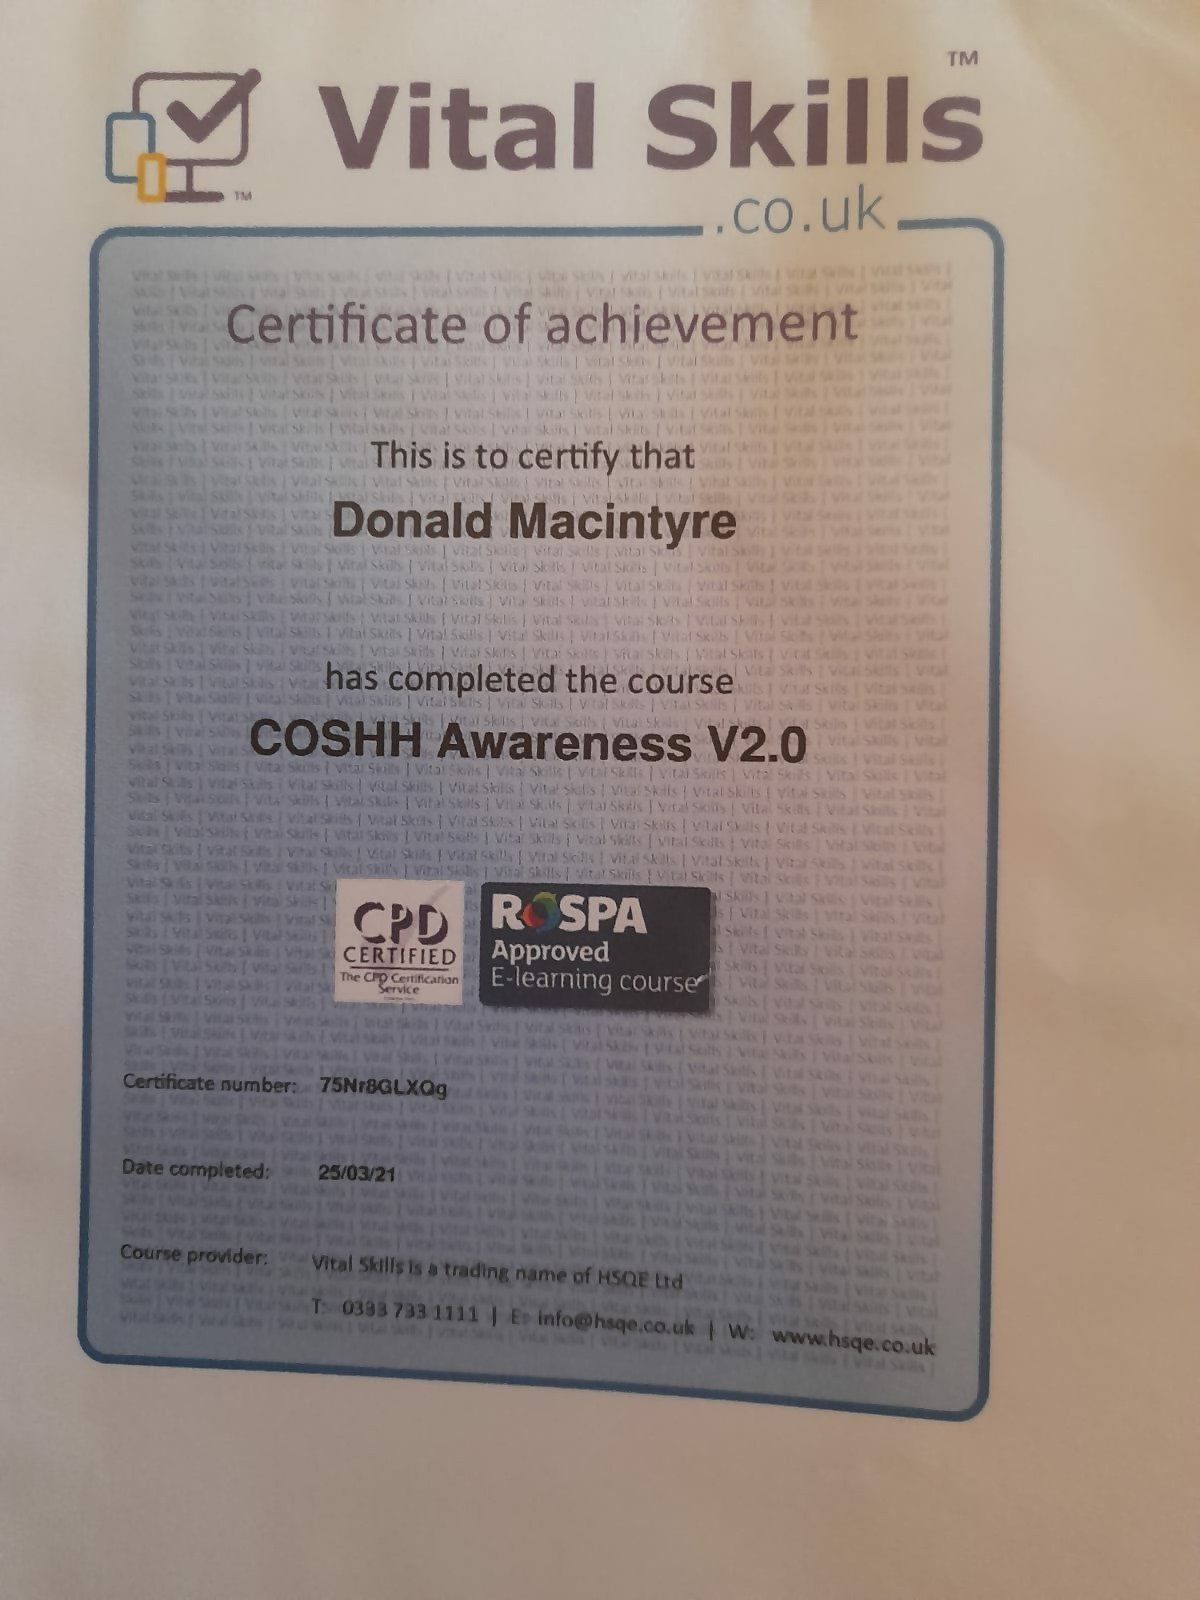 Vital Skills
TM
TM
.co.uk
Certificate of achievement
This is to certify that
Donald Macintyre
has completed the course
COSHH Awareness V2.0
CPD
CERTIFIED
The CPD Certification
Service
RoSPA
Approved
E-learning course
Certificate number: 75Nr8GLXQg
Date completed: 25/03/21
Course provider: Vital Skills is a trading name of HSQE Ltd
T: 0333 733 1111 | E: info@hsqe.co.uk | W: www.hsqe.co.uk